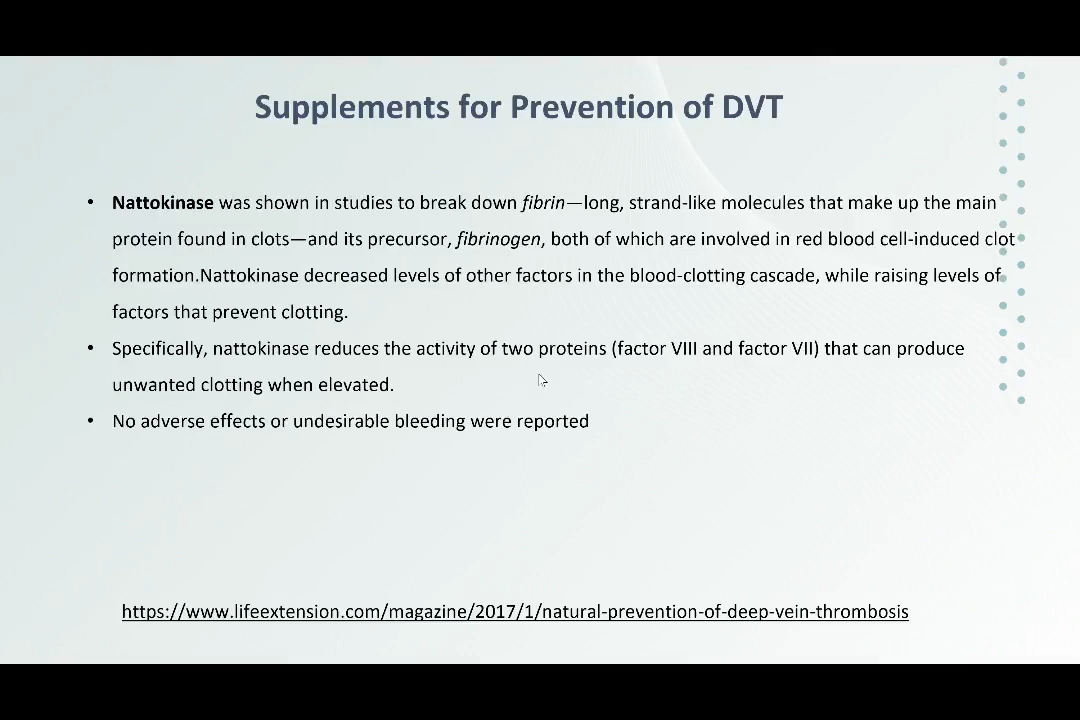 Supplements for Prevention of DVT
• Nattokinase was shown in studies to break down fibrin—long, strand-like molecules that make up the main
protein found in clots—and its precursor, fibrinogen, both of which are involved in red blood cell-induced clot
formation.Nattokinase decreased levels of other factors in the blood-clotting cascade, while raising levels of
factors that prevent clotting.
• Specifically, nattokinase reduces the activity of two proteins (factor VIII and factor VII) that can produce
unwanted clotting when elevated.
• No adverse effects or undesirable bleeding were reported
https://www.lifeextension.com/magazine/2017/1/natural-prevention-of-deep-vein-thrombosis